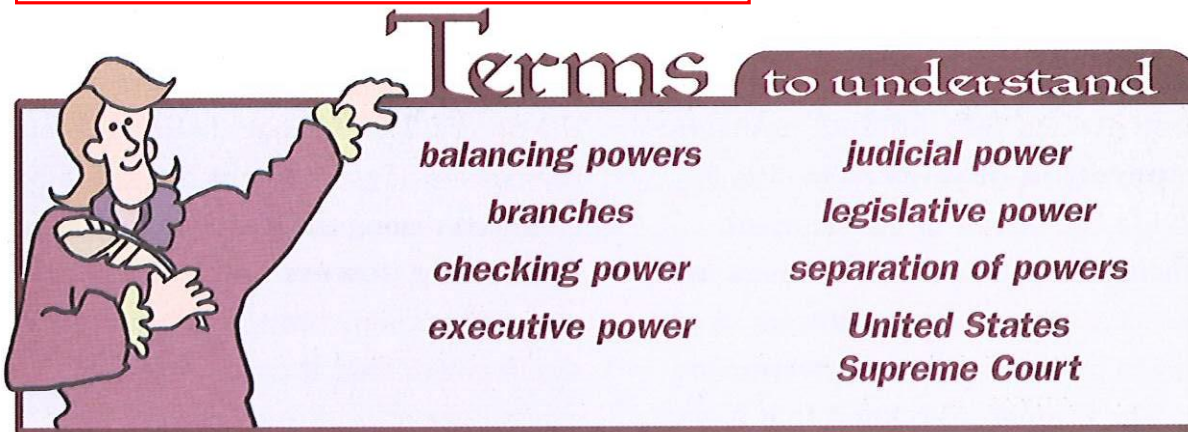 Terms to understand
balancing powers
branches
checking power
executive power
judicial power
legislative power
separation of powers
United States
Supreme Court